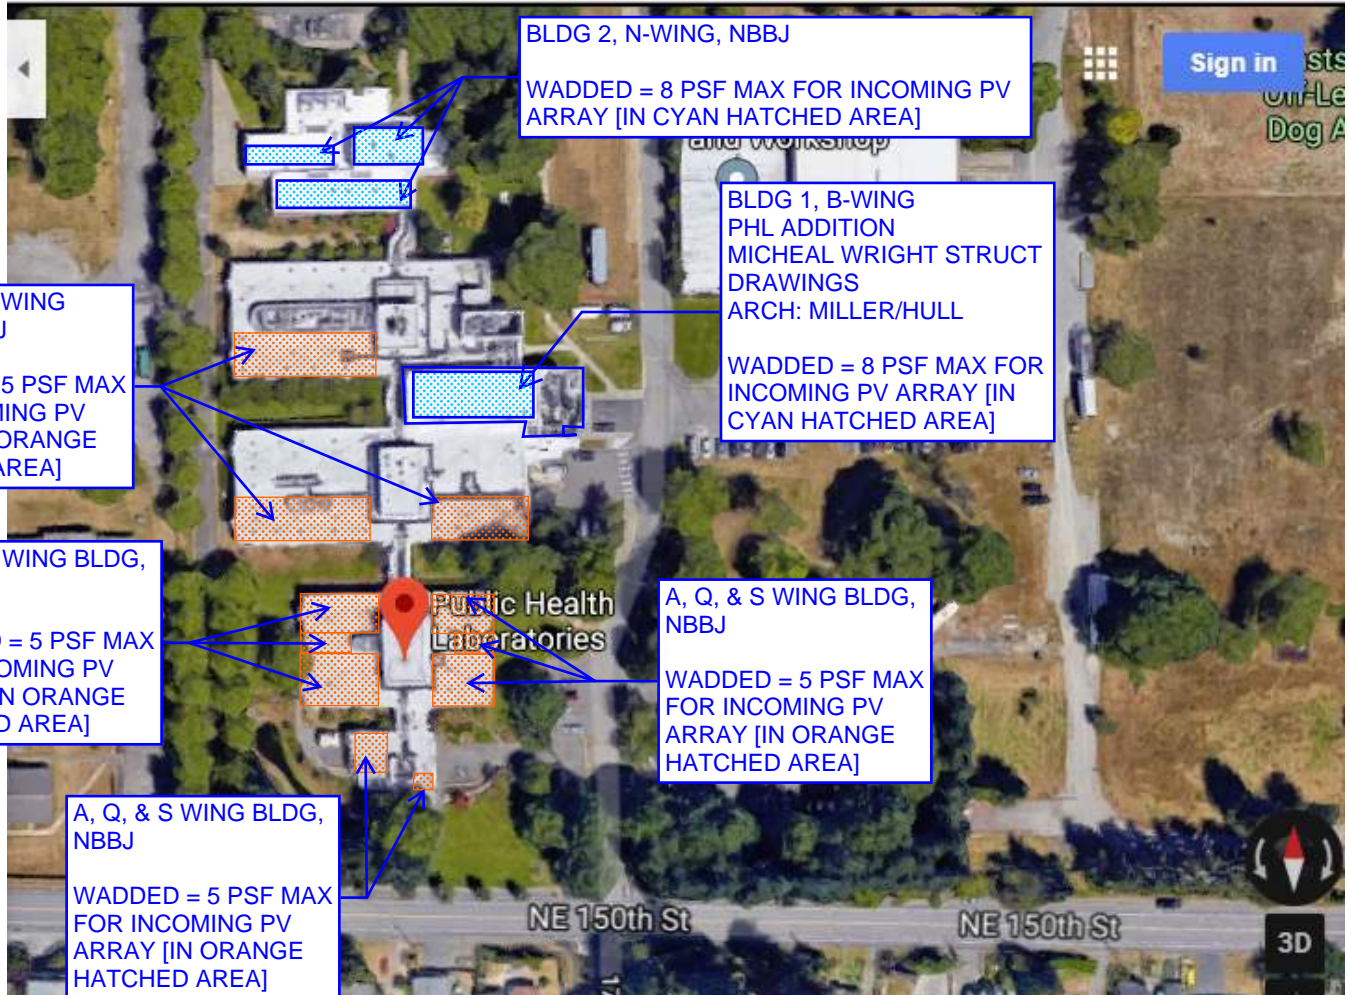 BLDG 2, N-WING, NBBJ
WADDED = 8 PSF MAX FOR INCOMING PV
ARRAY [IN CYAN HATCHED AREA]
Sign in
Off-Le
Dog A
and Workshop
BLDG 1, B-WING
PHL ADDITION
MICHEAL WRIGHT STRUCT
DRAWINGS
ARCH: MILLER/HULL
WADDED = 8 PSF MAX FOR
INCOMING PV ARRAY [IN
CYAN HATCHED AREA]
WING
J
5 PSF MAX
MING PV
ORANGE
AREA]
WING BLDG,
D = 5 PSF MAX
COMING PV
IN ORANGE
D AREA]
Public Health
Laboratories
A, Q, & S WING BLDG,
NBBJ
WADDED = 5 PSF MAX
FOR INCOMING PV
ARRAY [IN ORANGE
HATCHED AREA]
A, Q, & S WING BLDG,
NBBJ
WADDED = 5 PSF MAX
FOR INCOMING PV
ARRAY [IN ORANGE
HATCHED AREA]
NE 150th St
NE 150th St
3D